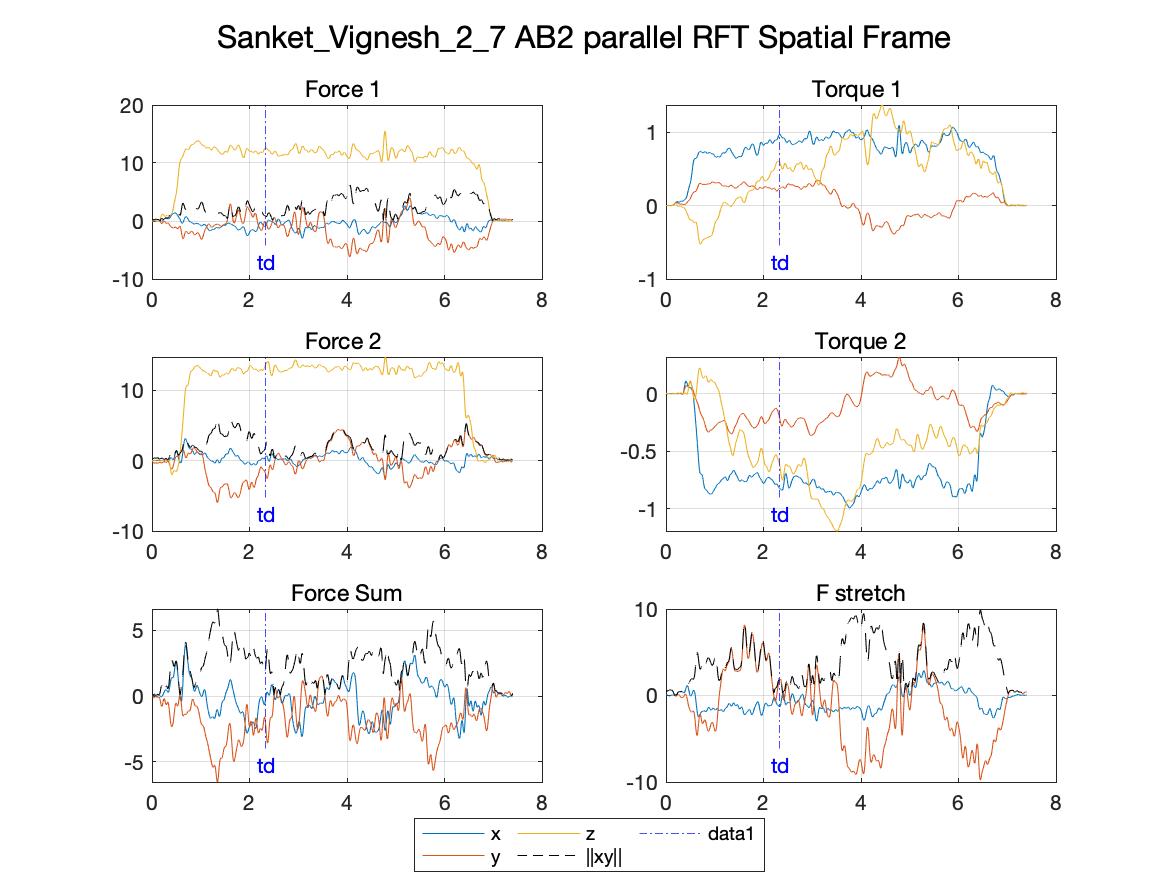 Sanket_Vignesh_2_7 AB2 parallel RFT Spatial Frame
Force 1
20
10
0
-10
td
0 2 4 6 8
Torque 1
1
0
-1
td
0 2 4 6 8
Force 2
10
0
-10
td
0 2 4 6 8
Torque 2
0
-0.5
-1
td
0 2 4 6 8
Force Sum
5
0
-5
td
0 2 4 6 8
F stretch
10
0
-10
td
0 2 4 6 8
x z data1
y ||xy||